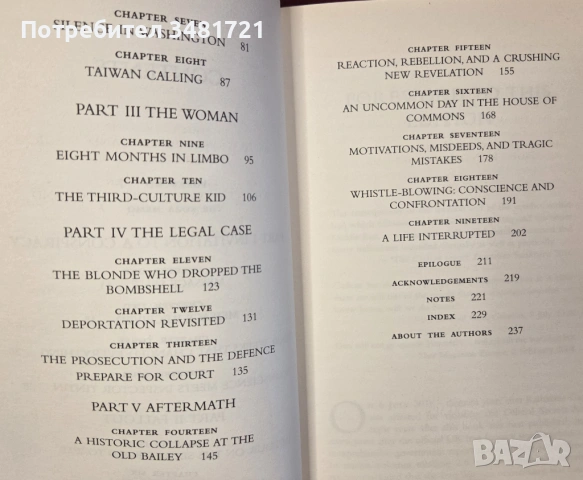 Потребител 3481721
CHAPTER SEVEN
SILENCE IN WASHINGTON 81
CHAPTER EIGHT
TAIWAN CALLING 87
PART III THE WOMAN
CHAPTER NINE
EIGHT MONTHS IN LIMBO 95
CHAPTER TEN
THE THIRD-CULTURE KID 106
PART IV THE LEGAL CASE
CHAPTER ELEVEN
THE BLONDE WHO DROPPED THE
BOMBSHELL 123
CHAPTER TWELVE
DEPORTATION REVISITED 131
CHAPTER THIRTEEN
THE PROSECUTION AND THE DEFENCE
PREPARE FOR COURT 135
PART V AFTERMATH
CHAPTER FOURTEEN
A HISTORIC COLLAPSE AT THE
OLD BAILEY 145
CHAPTER FIFTEEN
REACTION, REBELLION, AND A CRUSHING
NEW REVELATION 155
CHAPTER SIXTEEN
AN UNCOMMON DAY IN THE HOUSE OF
COMMONS 168
CHAPTER SEVENTEEN
MOTIVATIONS, MISDEEDS, AND TRAGIC
MISTAKES 178
CHAPTER EIGHTEEN
WHISTLE-BLOWING: CONSCIENCE AND
CONFRONTATION 191
CHAPTER NINETEEN
A LIFE INTERRUPTED 202
EPILOGUE 211
ACKNOWLEDGEMENTS 219
NOTES 221
INDEX 229
ABOUT THE AUTHORS 237
BAZAR